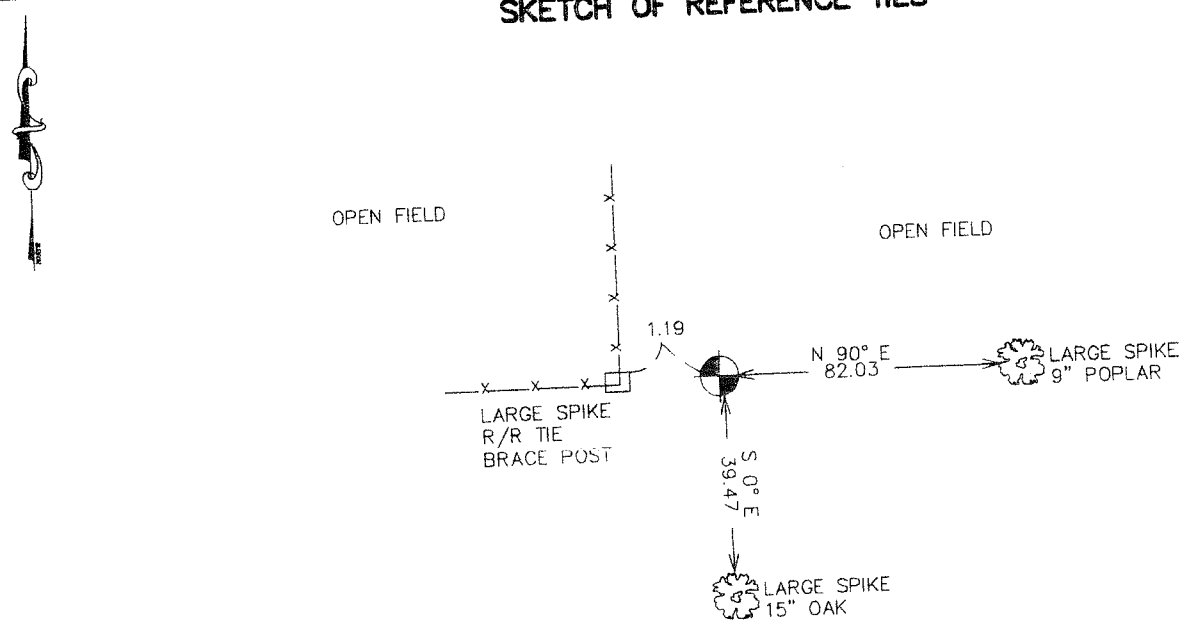 SKETCH OF REFERENCE TIES
OPEN FIELD
OPEN FIELD
1.19
N 90° E
82.03
LARGE SPIKE
9" POPLAR
LARGE SPIKE
R/R TIE
BRACE POST
S 0° E
39.47
LARGE SPIKE
15" OAK